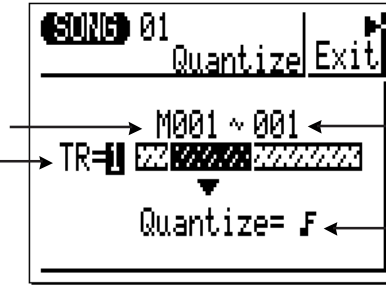 SONG 01
Quantize Exit
M001 ~ 001
TR=1
Quantize= ♪